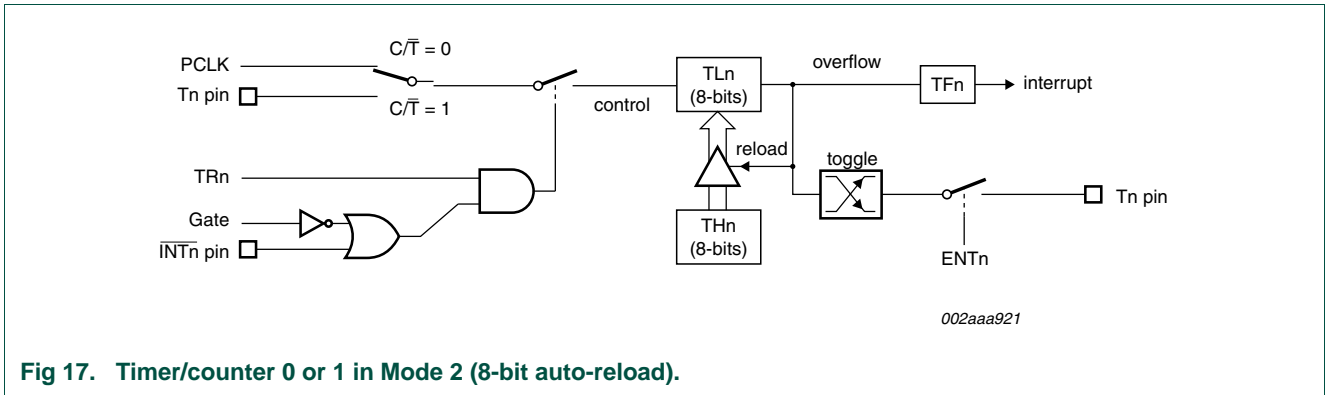 C/T̅ = 0
PCLK
Tn pin
C/T̅ = 1
TRn
Gate
I̅N̅T̅n̅ pin
control
TLn
(8-bits)
overflow
TFn
interrupt
reload
toggle
THn
(8-bits)
Tn pin
ENTn
002aaa921
Fig 17. Timer/counter 0 or 1 in Mode 2 (8-bit auto-reload).